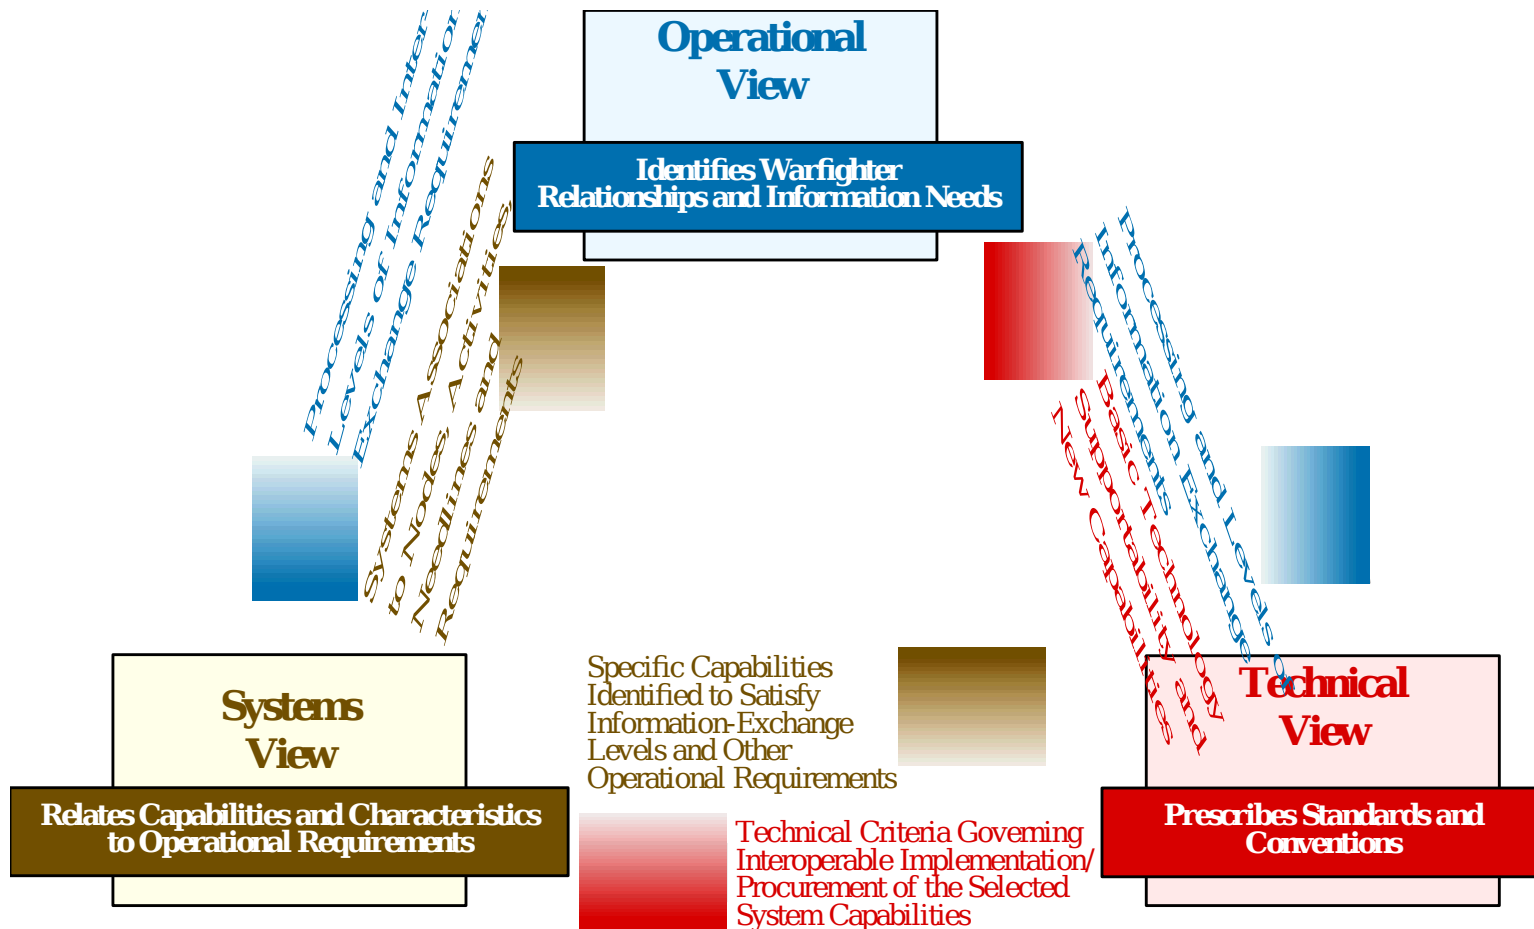 Operational
View
Identifies Warfighter
Relationships and Information Needs
Processing and Inter-
Levels of Information
Exchange Requirements
Systems Associations
to Nodes, Activities,
Needlines and
Requirements
Processing and Levels of
Information Exchange
Requirements
Basic Technology
Supportability and
New Capabilities
Systems
View
Relates Capabilities and Characteristics
to Operational Requirements
Specific Capabilities
Identified to Satisfy
Information-Exchange
Levels and Other
Operational Requirements
Technical Criteria Governing
Interoperable Implementation/
Procurement of the Selected
System Capabilities
Technical
View
Prescribes Standards and
Conventions